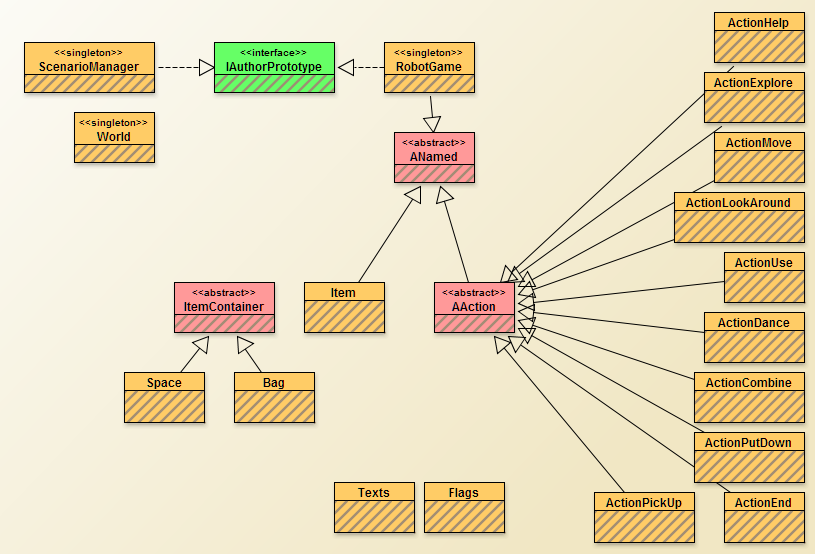 ActionHelp
<<singleton>>
ScenarioManager
<<interface>>
IAuthorPrototype
<<singleton>>
RobotGame
ActionExplore
<<singleton>>
World
<<abstract>>
ANamed
ActionMove
ActionLookAround
ActionUse
<<abstract>>
ItemContainer
Item
<<abstract>>
AAction
ActionDance
Space
Bag
ActionCombine
ActionPutDown
Texts
Flags
ActionPickUp
ActionEnd